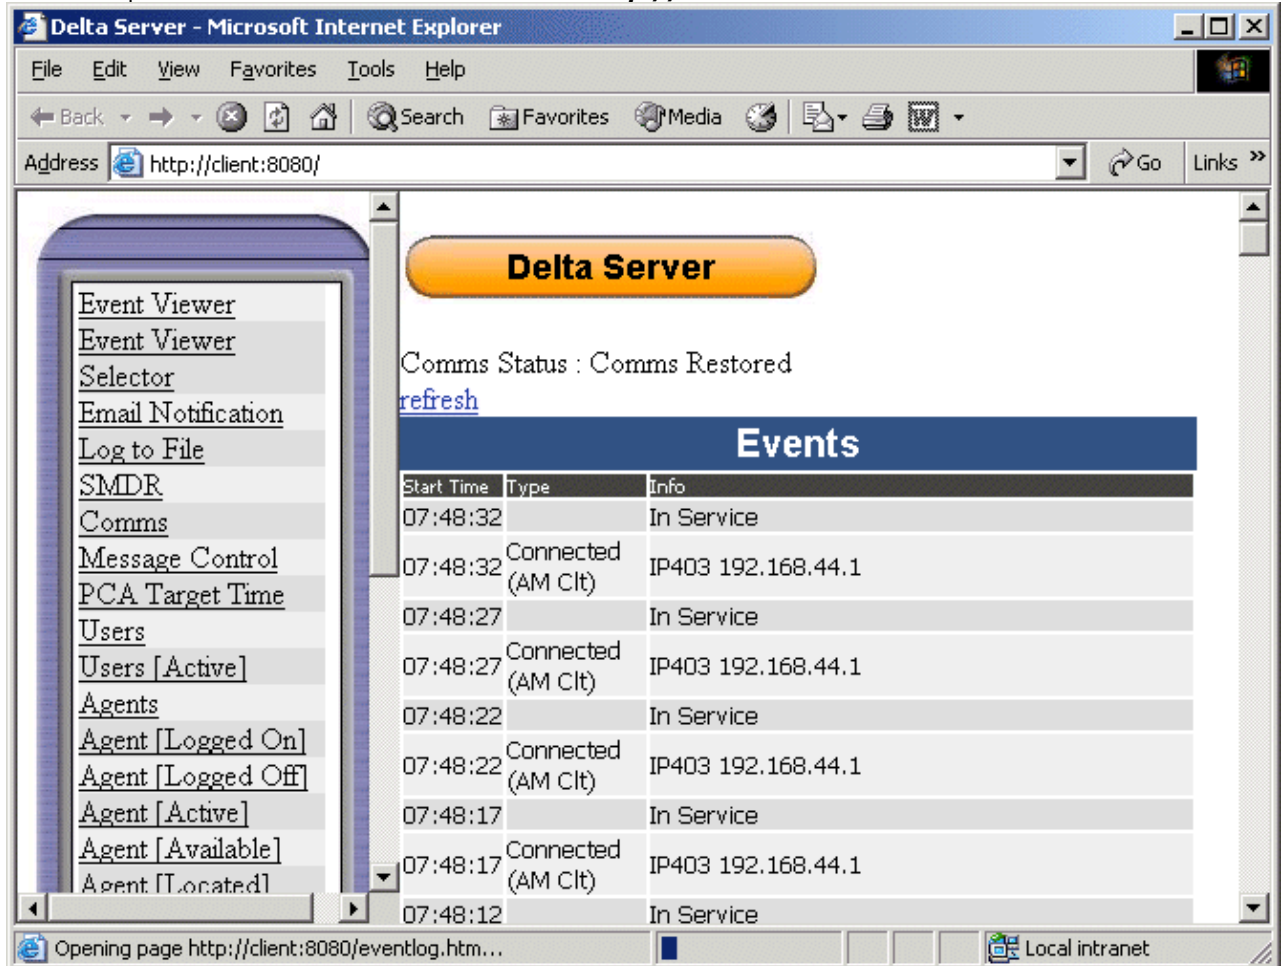 Delta Server - Microsoft Internet Explorer
File Edit View Favorites Tools Help
Back Search Favorites Media
Address http://client:8080/ Go Links »
Event Viewer
Event Viewer
Selector
Email Notification
Log to File
SMDR
Comms
Message Control
PCA Target Time
Users
Users [Active]
Agents
Agent [Logged On]
Agent [Logged Off]
Agent [Active]
Agent [Available]
Agent [Located]
Delta Server
Comms Status : Comms Restored
refresh
Events
Start Time Type Info
07:48:32 In Service
07:48:32 Connected (AM Clt) IP403 192.168.44.1
07:48:27 In Service
07:48:27 Connected (AM Clt) IP403 192.168.44.1
07:48:22 In Service
07:48:22 Connected (AM Clt) IP403 192.168.44.1
07:48:17 In Service
07:48:17 Connected (AM Clt) IP403 192.168.44.1
07:48:12 In Service
Opening page http://client:8080/eventlog.htm... Local intranet